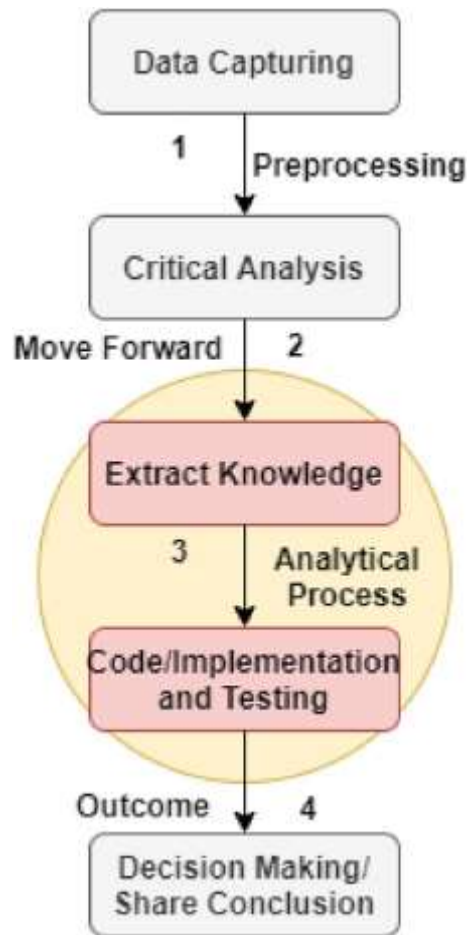 Data Capturing
1
Preprocessing
Critical Analysis
Move Forward
2
Extract Knowledge
3
Analytical
Process
Code/Implementation
and Testing
Outcome
4
Decision Making/
Share Conclusion